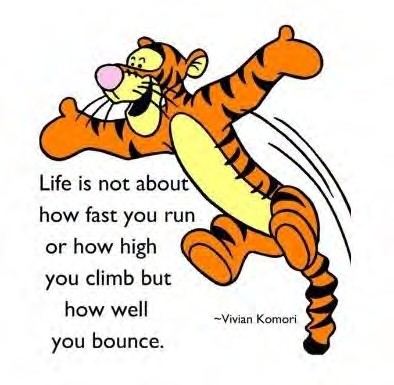 Life is not about
how fast you run
or how high
you climb but
how well
you bounce.
~Vivian Komori